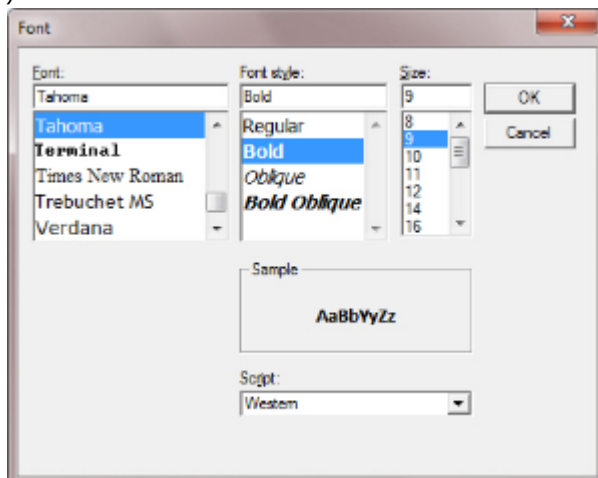 )
Font
Font: Font style: Size:
Tahoma Bold 9
OK
Cancel
Tahoma
Terminal
Times New Roman
Trebuchet MS
Verdana
Regular
Bold
Oblique
Bold Oblique
8
9
10
11
12
14
16
Sample
AaBbYyZz
Script:
Western